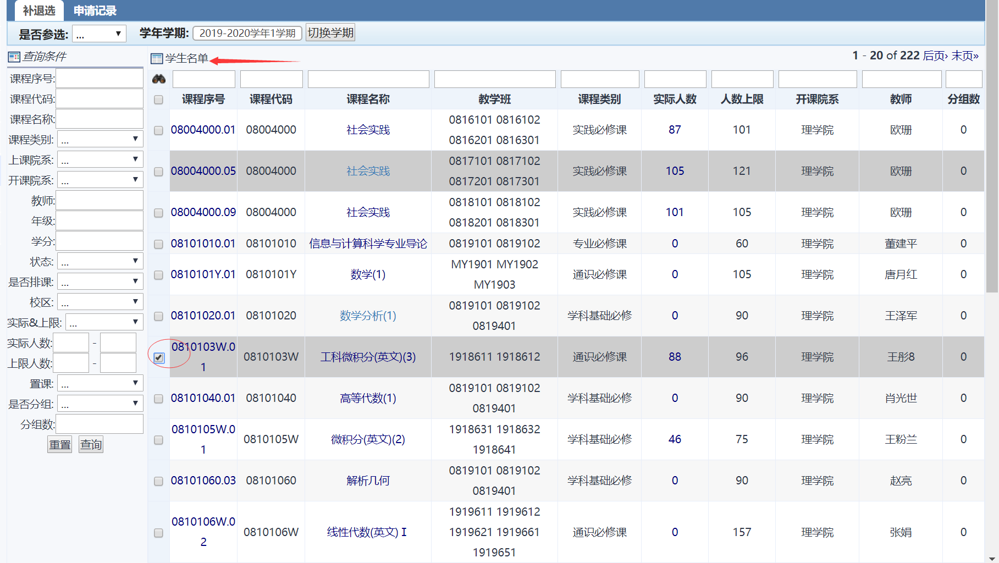 补退选 申请记录
是否参选: ... 学年学期: 2019-2020学年1学期 切换学期
查询条件
课程序号:
课程代码:
课程名称:
课程类别: ...
上课院系: ...
开课院系: ...
教师:
年级:
学分:
状态: ...
是否排课: ...
校区: ...
实际&上限: ...
实际人数: -
上限人数: -
置课: ...
是否分组: ...
分组数:
重置 查询
学生名单 1 - 20 of 222 后页› 末页»
课程序号 课程代码 课程名称 教学班 课程类别 实际人数 人数上限 开课院系 教师 分组数
0816101 0816102
08004000.01 08004000 社会实践 实践必修课 87 101 理学院 欧珊 0
0816201 0816301
0817101 0817102
08004000.05 08004000 社会实践 实践必修课 105 121 理学院 欧珊 0
0817201 0817301
0818101 0818102
08004000.09 08004000 社会实践 实践必修课 101 105 理学院 欧珊 0
0818201 0818301
08101010.01 08101010 信息与计算科学专业导论 0819101 0819102 专业必修课 0 60 理学院 董建平 0
MY1901 MY1902
0810101Y.01 0810101Y 数学(1) 通识必修课 0 105 理学院 唐月红 0
MY1903
0819101 0819102
08101020.01 08101020 数学分析(1) 学科基础必修 0 90 理学院 王泽军 0
0819401
0810103W.0
0810103W 工科微积分(英文)(3) 1918611 1918612 通识必修课 88 96 理学院 王彤8 0
1
0819101 0819102
08101040.01 08101040 高等代数(1) 学科基础必修 0 90 理学院 肖光世 0
0819401
0810105W.0 1918631 1918632
0810105W 微积分(英文)(2) 学科基础必修 46 75 理学院 王粉兰 0
1 1918641
0819101 0819102
08101060.03 08101060 解析几何 学科基础必修 0 90 理学院 赵亮 0
0819401
1919611 1919612
0810106W.0
0810106W 线性代数(英文) I 1919621 1919661 通识必修课 0 157 理学院 张娟 0
2
1919651